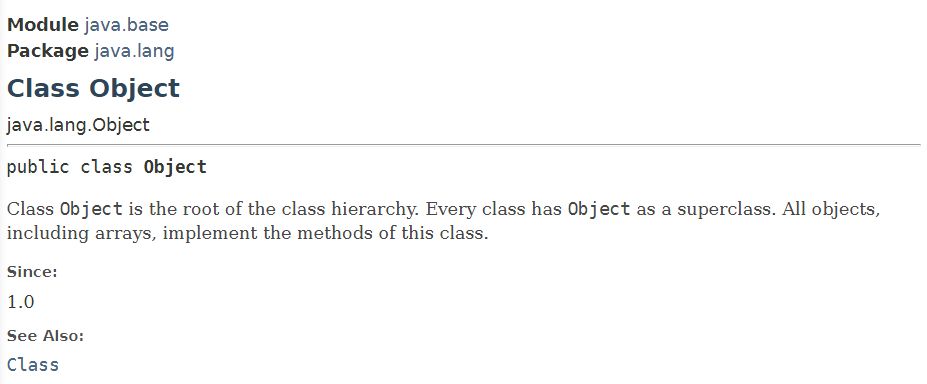 Module java.base
Package java.lang
Class Object
java.lang.Object
public class Object
Class Object is the root of the class hierarchy. Every class has Object as a superclass. All objects,
including arrays, implement the methods of this class.
Since:
1.0
See Also:
Class